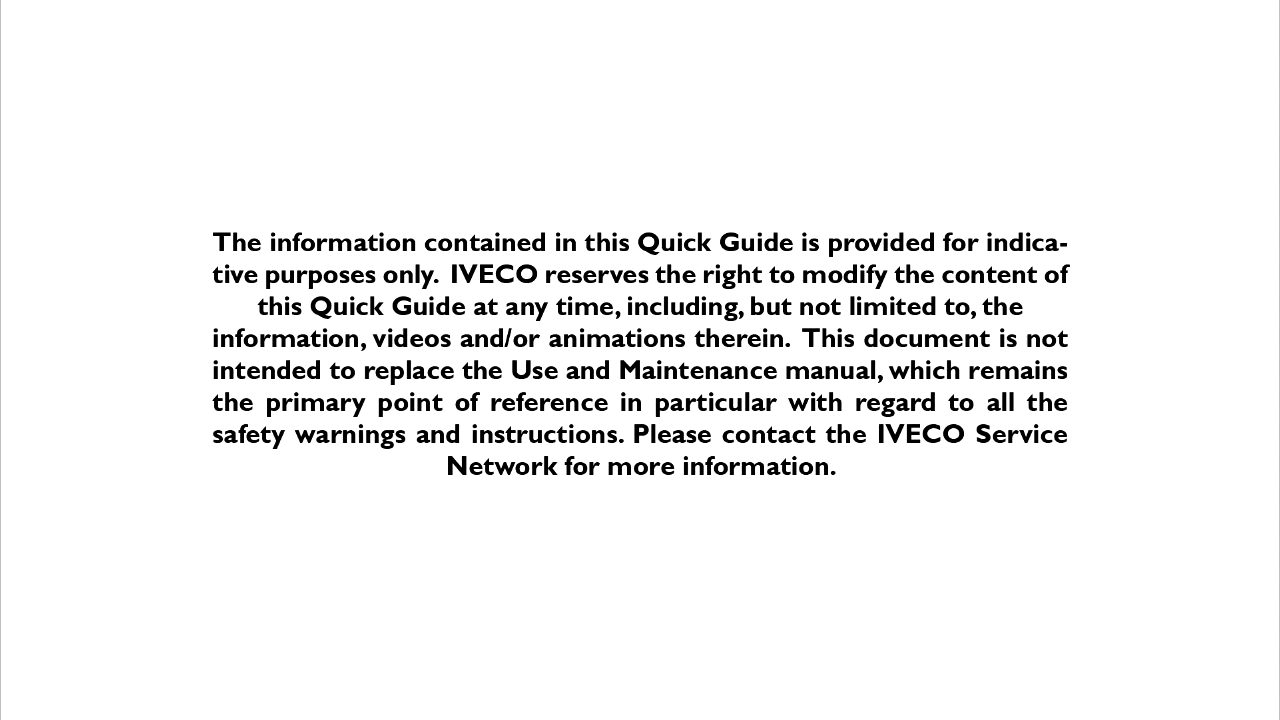 The information contained in this Quick Guide is provided for indica-
tive purposes only.  IVECO reserves the right to modify the content of
this Quick Guide at any time, including, but not limited to, the
information, videos and/or animations therein.  This document is not
intended to replace the Use and Maintenance manual, which remains
the primary point of reference in particular with regard to all the
safety warnings and instructions. Please contact the IVECO Service
Network for more information.